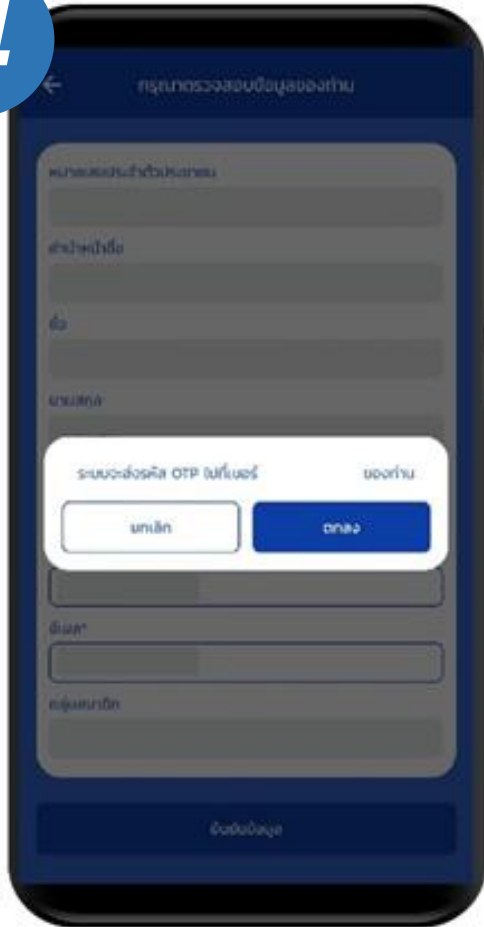 กรุณาตรวจสอบข้อมูลของท่าน
หมายเลขประจำตัวประชาชน
คำนำหน้าชื่อ
ชื่อ
นามสกุล
ระบบจะส่งรหัส OTP ไปที่เบอร์ ของท่าน
ยกเลิก
ตกลง
อีเมล*
กลุ่มสมาชิก
ยืนยันข้อมูล